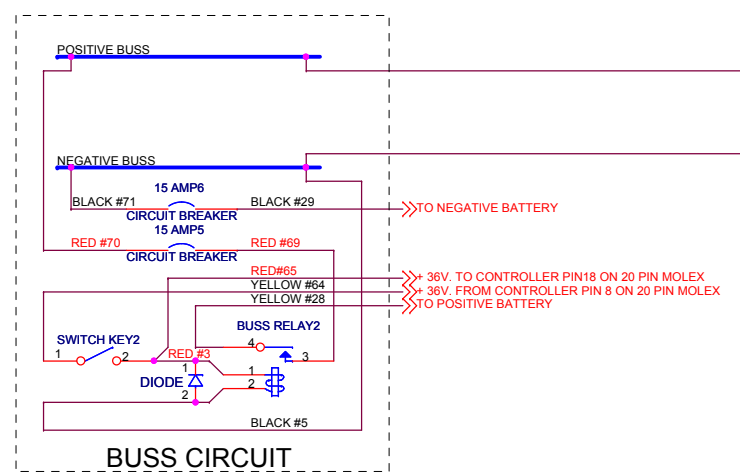 POSITIVE BUSS
NEGATIVE BUSS
15 AMP6
BLACK #71
BLACK #29
TO NEGATIVE BATTERY
CIRCUIT BREAKER
15 AMP5
RED #70
RED #69
CIRCUIT BREAKER
RED#65
+ 36V. TO CONTROLLER PIN18 ON 20 PIN MOLEX
YELLOW #64
+ 36V. FROM CONTROLLER PIN 8 ON 20 PIN MOLEX
YELLOW #28
TO POSITIVE BATTERY
BUSS RELAY2
SWITCH KEY2
4
1
2
RED #3
3
1
1
DIODE
2
2
BLACK #5
BUSS CIRCUIT